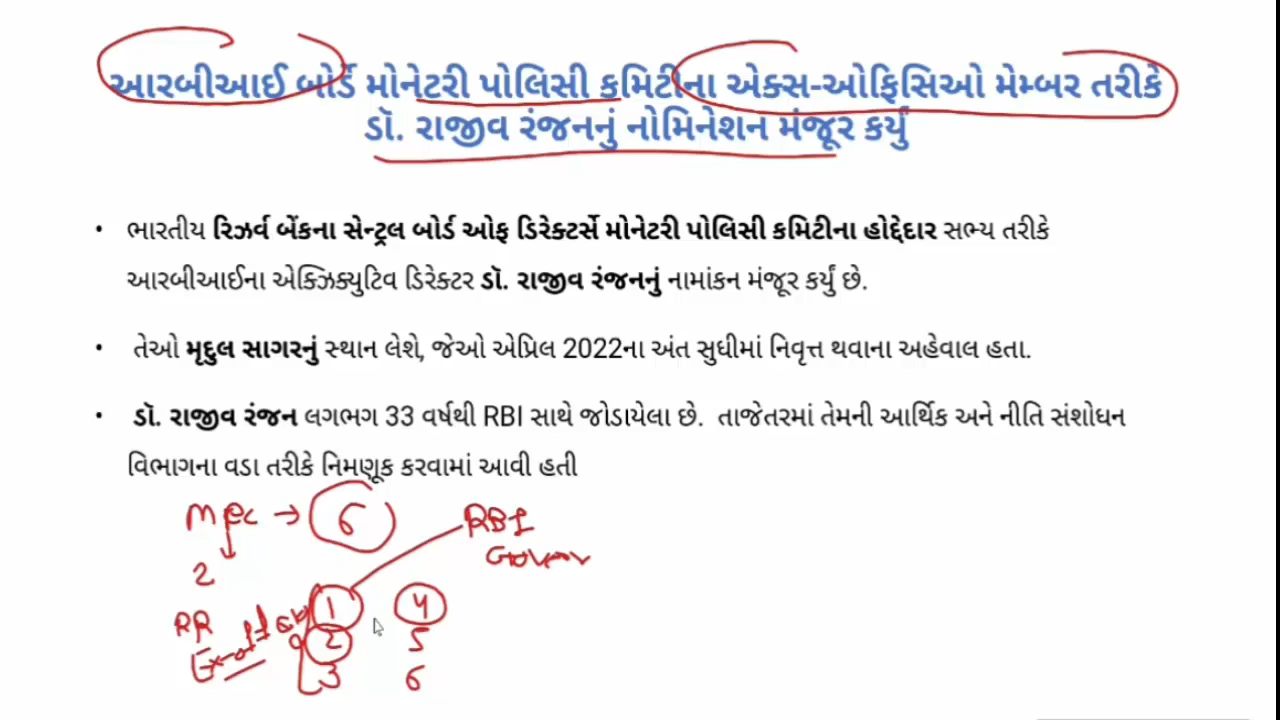 આરબીઆઈ બોર્ડ મોનેટરી પોલિસી કમિટીના એક્સ-ઓફિસિઓ મેમ્બર તરીકે
ડૉ. રાજીવ રંજનનું નોમિનેશન મંજૂર કર્યું
• ભારતીય રિઝર્વ બેંકના સેન્ટ્રલ બોર્ડ ઓફ ડિરેક્ટર્સે મોનેટરી પોલિસી કમિટીના હોદ્દેદાર સભ્ય તરીકે
આરબીઆઈના એક્ઝિક્યુટિવ ડિરેક્ટર ડૉ. રાજીવ રંજનનું નામાંકન મંજૂર કર્યું છે.
• તેઓ મૃદુલ સાગરનું સ્થાન લેશે, જેઓ એપ્રિલ 2022ના અંત સુધીમાં નિવૃત્ત થવાના અહેવાલ હતા.
• ડૉ. રાજીવ રંજન લગભગ 33 વર્ષથી RBI સાથે જોડાયેલા છે. તાજેતરમાં તેમની આર્થિક અને નીતિ સંશોધન
વિભાગના વડા તરીકે નિમણૂક કરવામાં આવી હતી
MPC → 6 RBI
2
1 4
RR 2 5
3 6